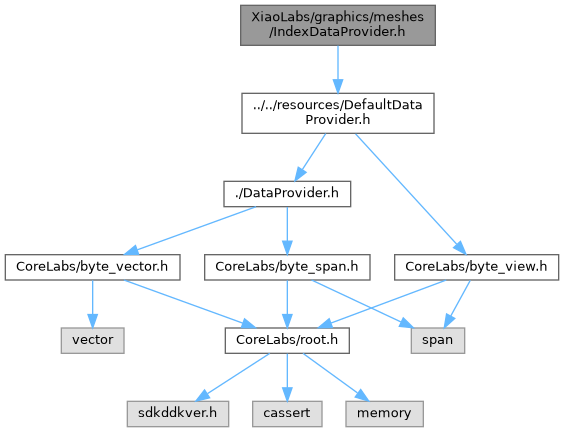 XiaoLabs/graphics/meshes
/IndexDataProvider.h
../../resources/DefaultData
Provider.h
./DataProvider.h
CoreLabs/byte_vector.h
CoreLabs/byte_span.h
CoreLabs/byte_view.h
vector
CoreLabs/root.h
span
sdkddkver.h
cassert
memory